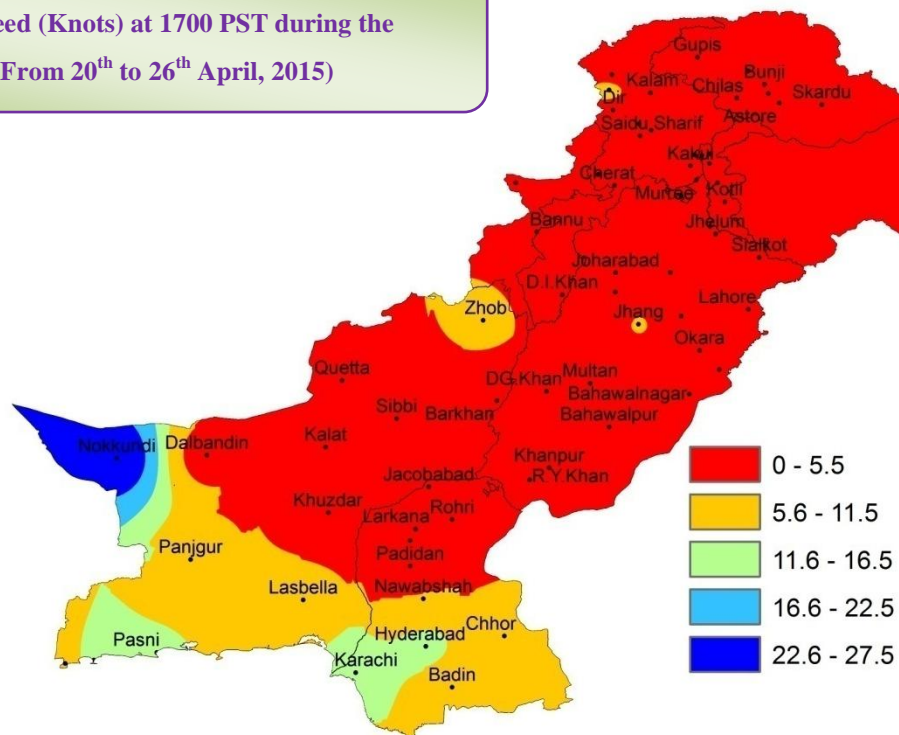 eed (Knots) at 1700 PST during the
From 20th to 26th April, 2015)
Gupis
Bunji
Kalam
Chilas
Skardu
Dir
Astore
Saidu Sharif
Kakul
Cherat
Murree
Kotli
Bannu
Jhelum
Sialkot
Joharabad
D.I.Khan
Zhob
Jhang
Lahore
Okara
Quetta
DG.Khan
Multan
Bahawalnagar
Sibbi
Barkhan
Bahawalpur
Nokkundi
Dalbandin
Kalat
Khanpur
Jacobabad
R.Y.Khan
Khuzdar
Larkana
Rohri
Panjgur
Padidan
Lasbella
Nawabshah
Pasni
Hyderabad
Chhor
Karachi
Badin
0 - 5.5
5.6 - 11.5
11.6 - 16.5
16.6 - 22.5
22.6 - 27.5